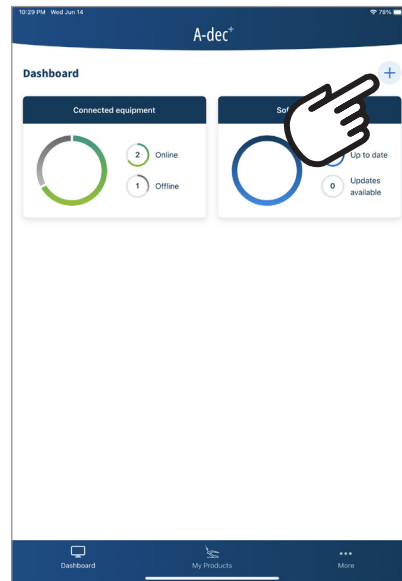 10:29 PM Wed Jun 14 78%
A-dec+
Dashboard
Connected equipment
2 Online
1 Offline
Up to date
0 Updates
available
Dashboard My Products More